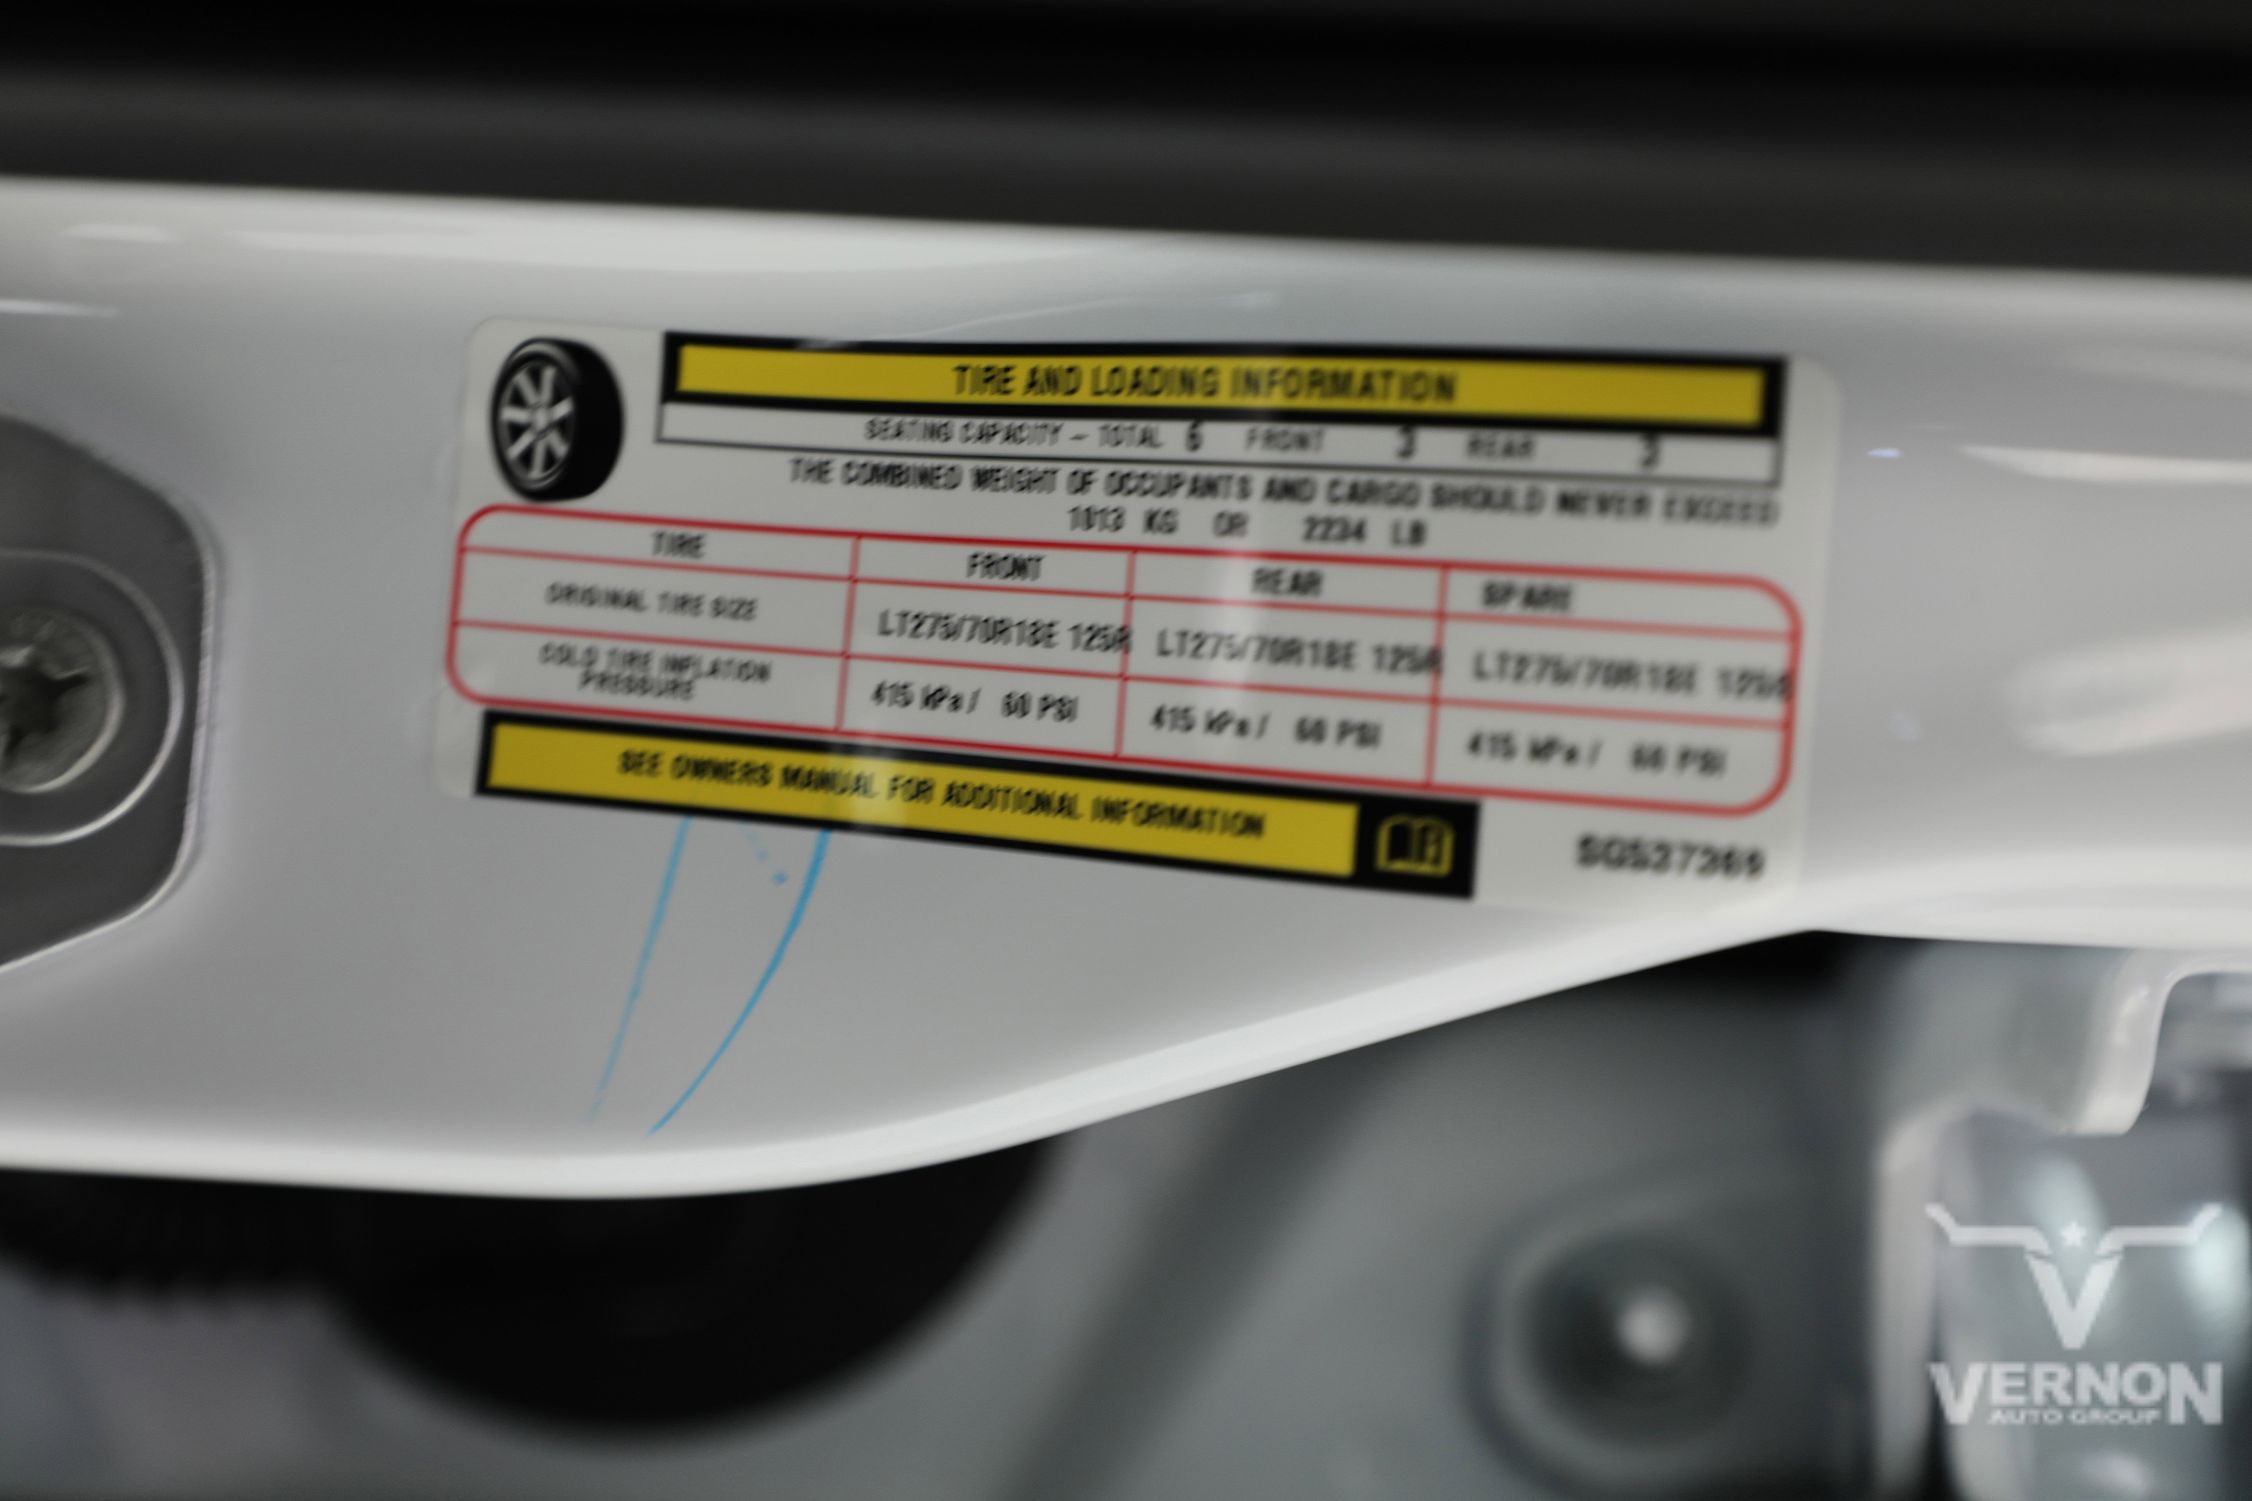 TIRE AND LOADING INFORMATION
SEATING CAPACITY – TOTAL 6 FRONT 3 REAR 3
THE COMBINED WEIGHT OF OCCUPANTS AND CARGO SHOULD NEVER EXCEED
1013 KG OR 2234 LB
TIRE FRONT REAR SPARE
ORIGINAL TIRE SIZE LT275/70R18E 125R LT275/70R18E 125R LT275/70R18E 125R
COLD TIRE INFLATION PRESSURE 415 kPa / 60 PSI 415 kPa / 60 PSI 415 kPa / 60 PSI
SEE OWNERS MANUAL FOR ADDITIONAL INFORMATION
SG537369
VERNON
AUTO GROUP